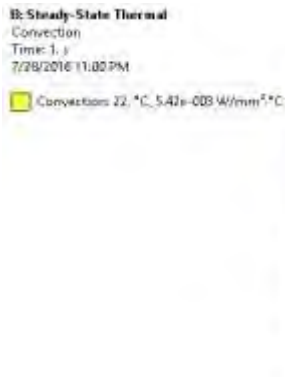 B: Steady-State Thermal
Convection
Time: 1. s
7/28/2016 11:00 PM
Convection: 22. °C, 5.42e-003 W/mm²·°C